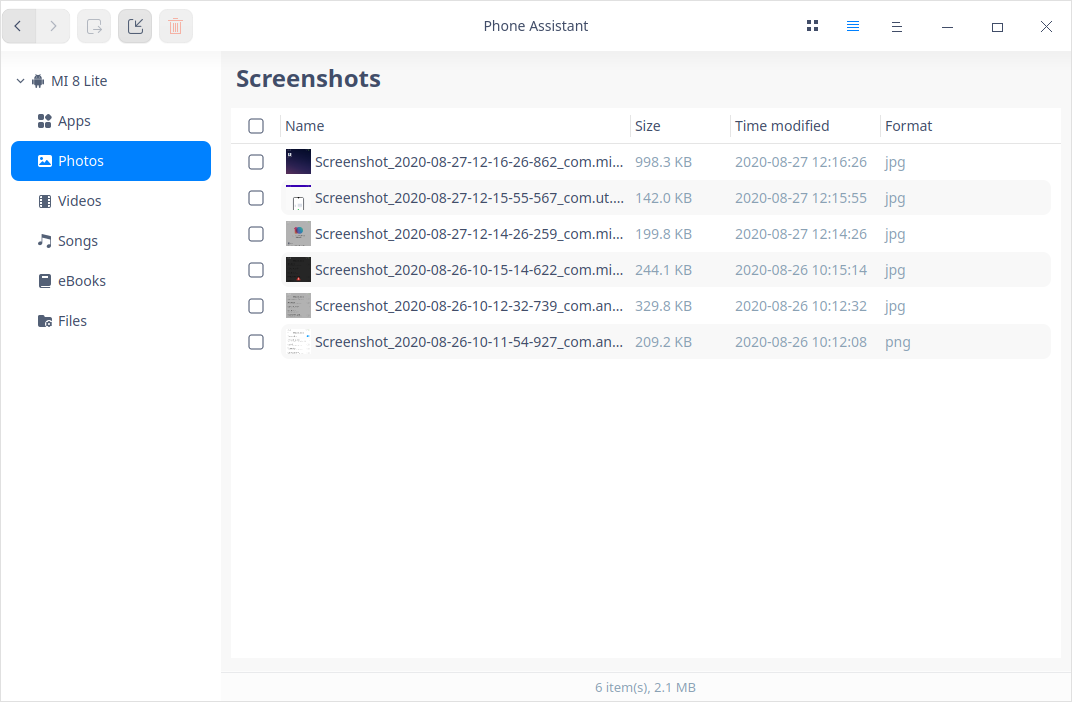 Phone Assistant
MI 8 Lite
Apps
Photos
Videos
Songs
eBooks
Files
Screenshots
Name Size Time modified Format
Screenshot_2020-08-27-12-16-26-862_com.mi... 998.3 KB 2020-08-27 12:16:26 jpg
Screenshot_2020-08-27-12-15-55-567_com.ut.... 142.0 KB 2020-08-27 12:15:55 jpg
Screenshot_2020-08-27-12-14-26-259_com.mi... 199.8 KB 2020-08-27 12:14:26 jpg
Screenshot_2020-08-26-10-15-14-622_com.mi... 244.1 KB 2020-08-26 10:15:14 jpg
Screenshot_2020-08-26-10-12-32-739_com.an... 329.8 KB 2020-08-26 10:12:32 jpg
Screenshot_2020-08-26-10-11-54-927_com.an... 209.2 KB 2020-08-26 10:12:08 png
6 item(s), 2.1 MB